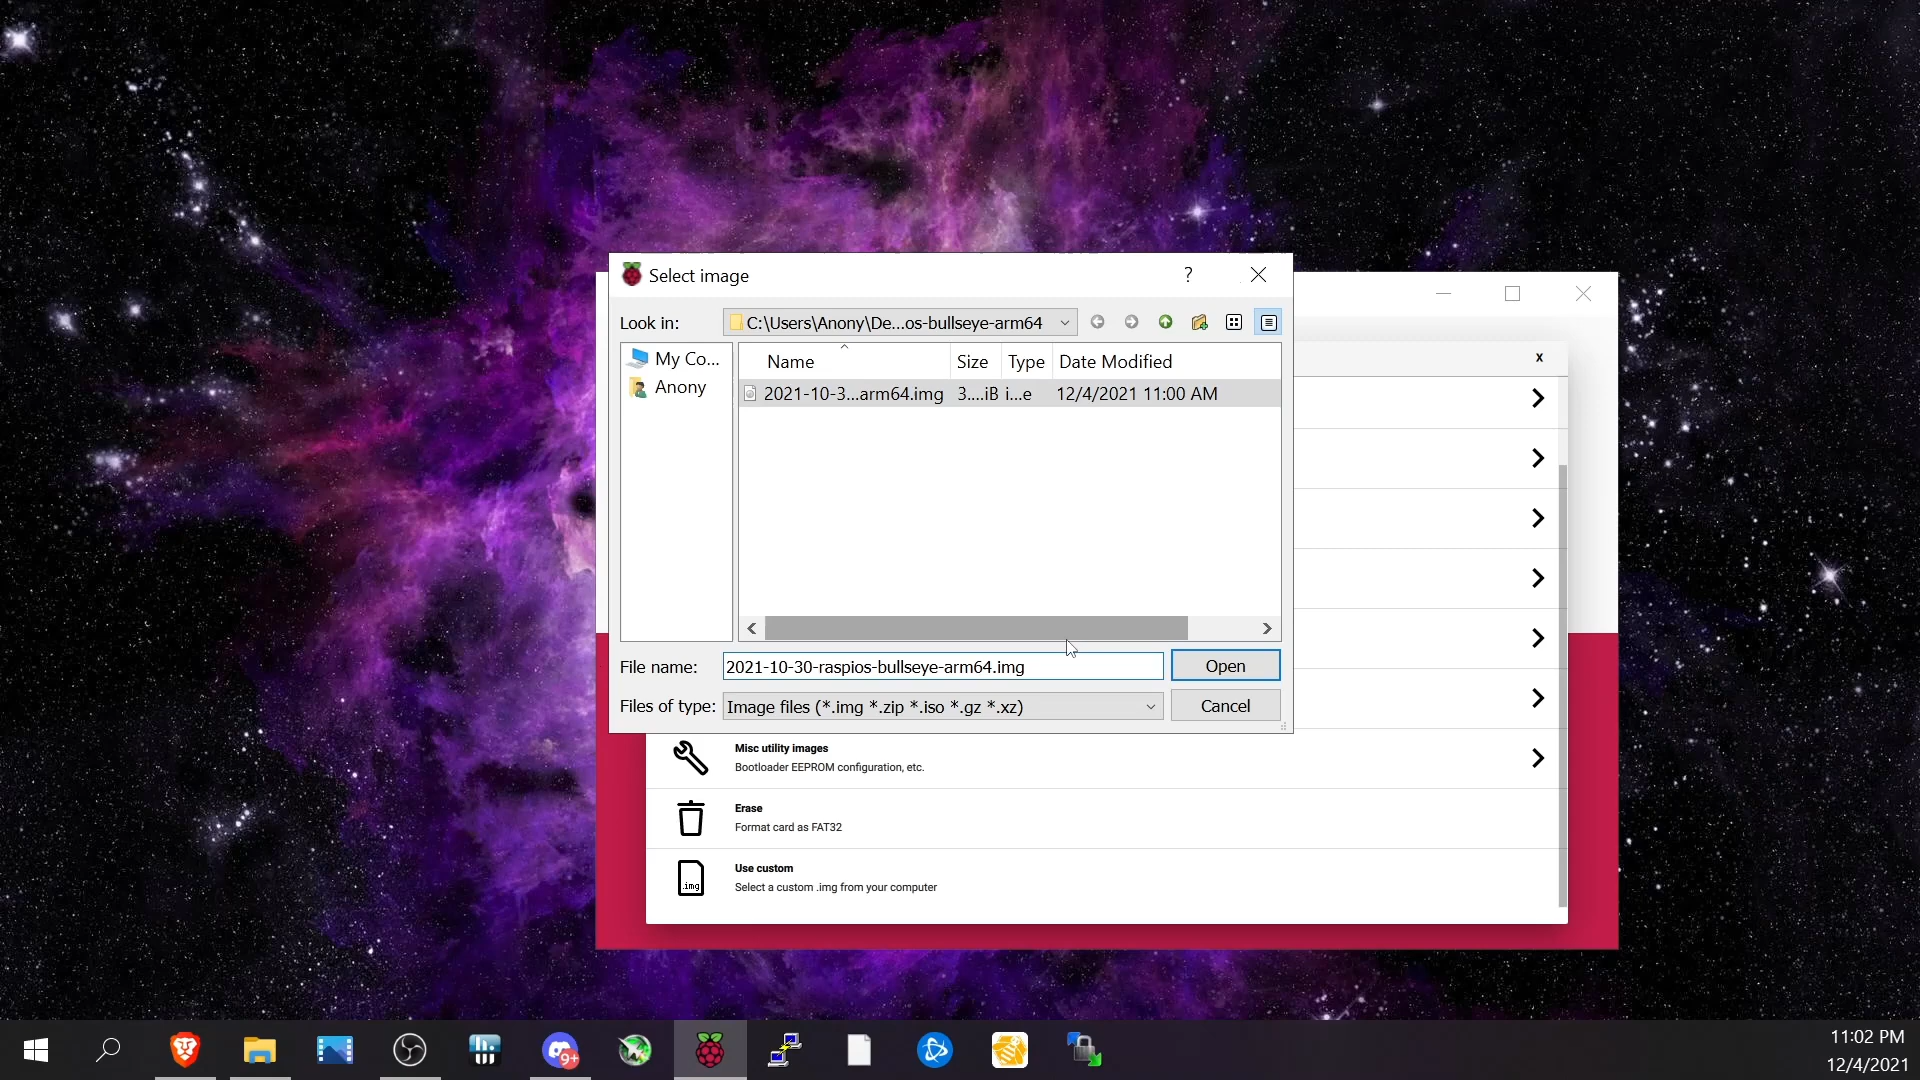 Select image
?
Look in:
C:\Users\Anony\De...os-bullseye-arm64
My Co...
Anony
Name Size Type Date Modified
2021-10-3...arm64.img 3....iB i...e 12/4/2021 11:00 AM
File name:
2021-10-30-raspios-bullseye-arm64.img
Open
Files of type:
Image files (*.img *.zip *.iso *.gz *.xz)
Cancel
x
Misc utility images
Bootloader EEPROM configuration, etc.
Erase
Format card as FAT32
.img
Use custom
Select a custom .img from your computer
9+
11:02 PM
12/4/2021